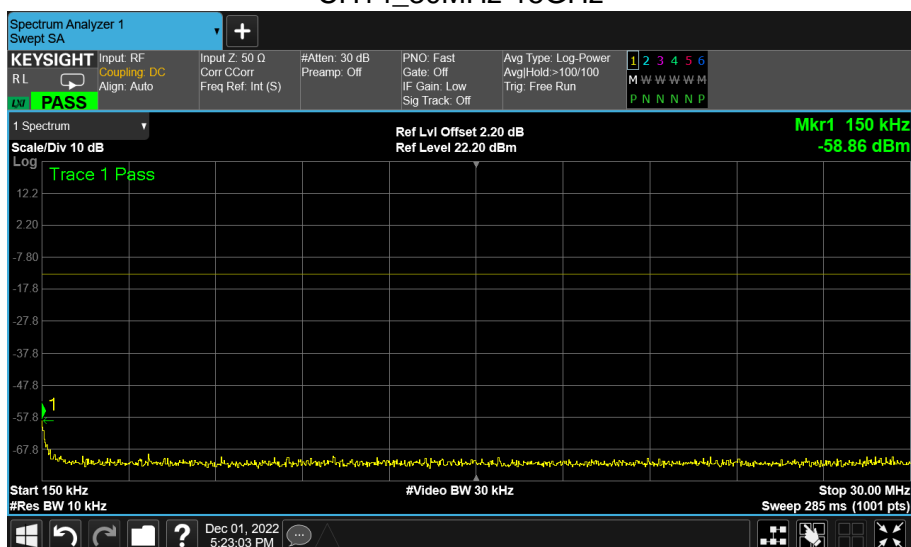 Spectrum Analyzer 1
Swept SA
KEYSIGHT
RL
LXI
PASS
Input: RF
Coupling: DC
Align: Auto
Input Z: 50 Ω
Corr CCorr
Freq Ref: Int (S)
#Atten: 30 dB
Preamp: Off
PNO: Fast
Gate: Off
IF Gain: Low
Sig Track: Off
Avg Type: Log-Power
Avg|Hold:>100/100
Trig: Free Run
1 2 3 4 5 6
M W W W W M
P N N N N P
1 Spectrum
Scale/Div 10 dB
Ref Lvl Offset 2.20 dB
Ref Level 22.20 dBm
Mkr1 150 kHz
-58.86 dBm
Log
Trace 1 Pass
12.2
2.20
-7.80
-17.8
-27.8
-37.8
-47.8
1
-57.8
-67.8
Start 150 kHz
#Res BW 10 kHz
#Video BW 30 kHz
Stop 30.00 MHz
Sweep 285 ms (1001 pts)
?
Dec 01, 2022
5:23:03 PM